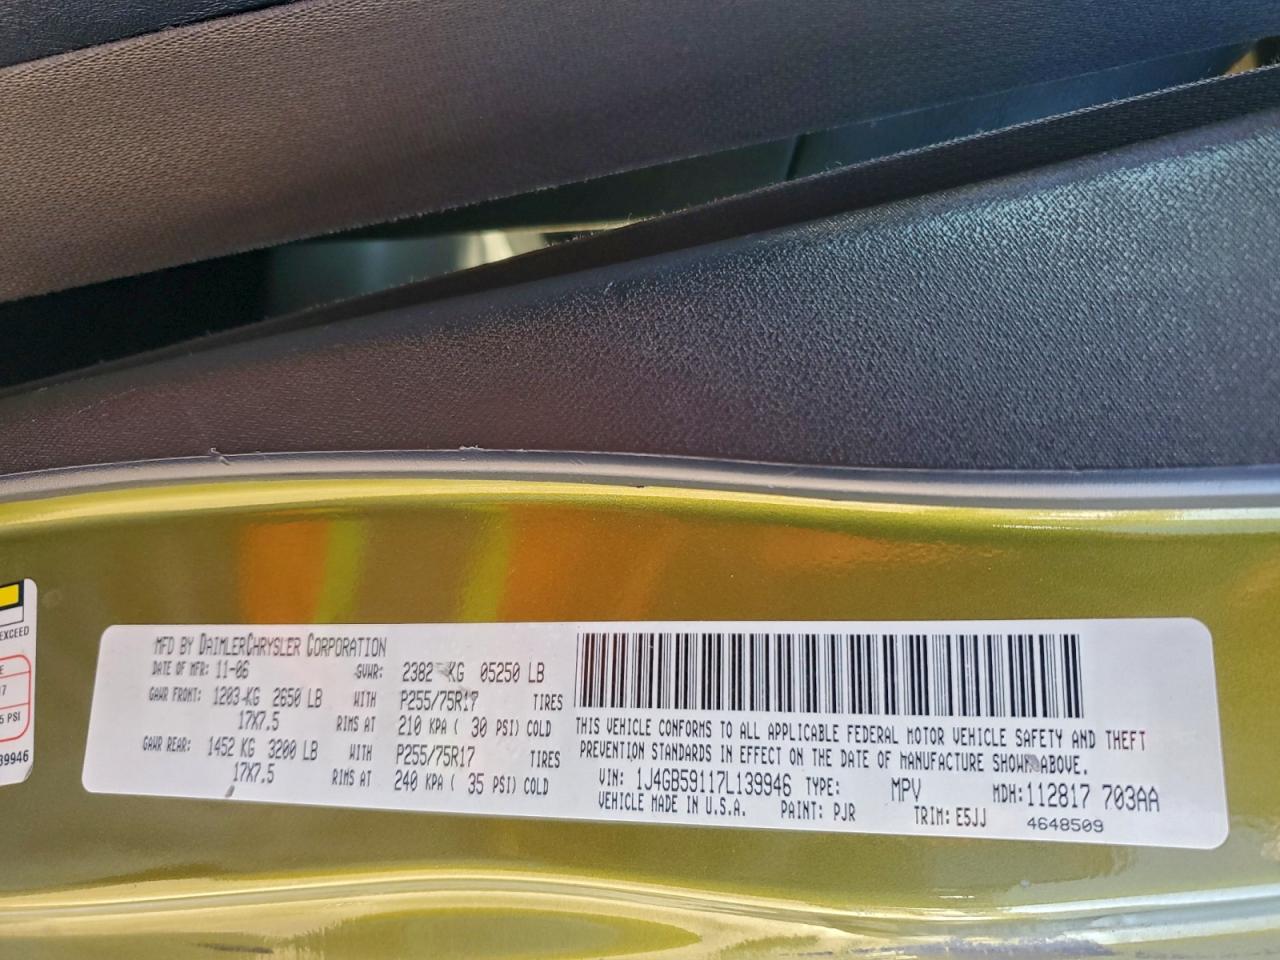 EXCEED
E
7
5 PSI
39946
MFD BY DAIMLERCHRYSLER CORPORATION
DATE OF MFR: 11-06 GVWR: 2382 KG 05250 LB
GAWR FRONT: 1203 KG 2650 LB WITH P255/75R17 TIRES
17X7.5 RIMS AT 210 KPA ( 30 PSI) COLD
GAWR REAR: 1452 KG 3200 LB WITH P255/75R17 TIRES
17X7.5 RIMS AT 240 KPA ( 35 PSI) COLD
THIS VEHICLE CONFORMS TO ALL APPLICABLE FEDERAL MOTOR VEHICLE SAFETY AND THEFT
PREVENTION STANDARDS IN EFFECT ON THE DATE OF MANUFACTURE SHOWN ABOVE.
VIN: 1J4GB59117L139946 TYPE: MPV MDH: 112817 703AA
VEHICLE MADE IN U.S.A. PAINT: PJR TRIM: E5JJ 4648509